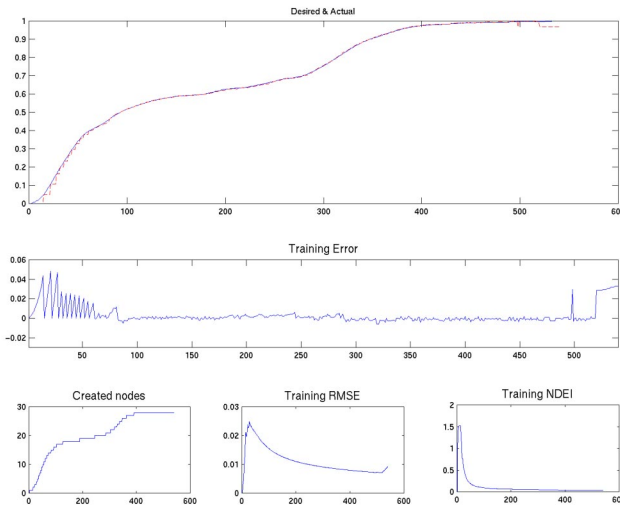 Desired & Actual
1
0.9
0.8
0.7
0.6
0.5
0.4
0.3
0.2
0.1
0
0 100 200 300 400 500 600
Training Error
0.06
0.04
0.02
0
−0.02
50 100 150 200 250 300 350 400 450 500
Created nodes
30
20
10
0
0 200 400 600
Training RMSE
0.03
0.02
0.01
0
0 200 400 600
Training NDEI
2
1.5
1
0.5
0
0 200 400 600